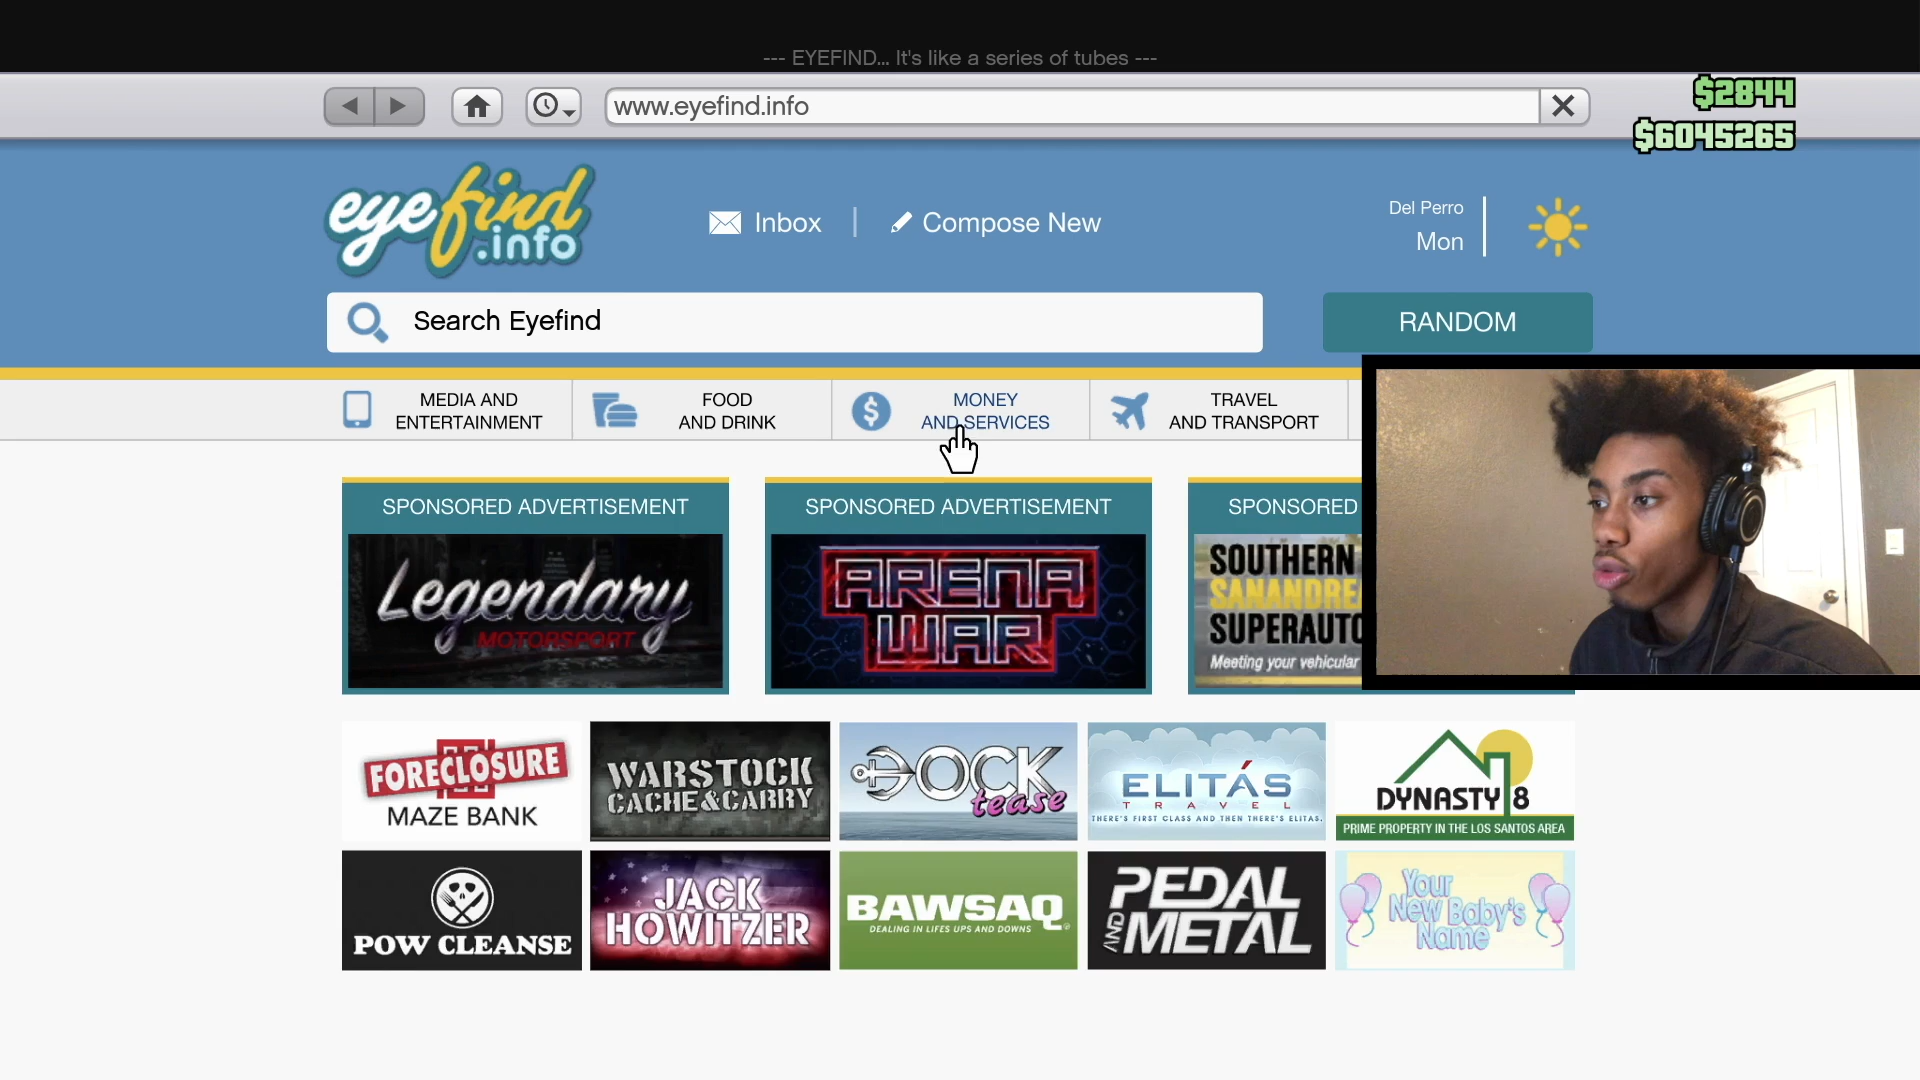 --- EYEFIND... It's like a series of tubes ---
www.eyefind.info
$2844
$6045265
eyefind.info
Inbox
Compose New
Del Perro
Mon
Search Eyefind
RANDOM
MEDIA AND
ENTERTAINMENT
FOOD
AND DRINK
MONEY
AND SERVICES
TRAVEL
AND TRANSPORT
SPONSORED ADVERTISEMENT
Legendary
MOTORSPORT
SPONSORED ADVERTISEMENT
ARENA
WAR
SPONSORED
SOUTHERN
SANANDREA
SUPERAUTO
Meeting your vehicular
FORECLOSURE
MAZE BANK
WARSTOCK
CACHE&CARRY
DOCK
tease
ELITÁS
TRAVEL
THERE'S FIRST CLASS AND THEN THERE'S ELITAS.
DYNASTY 8
PRIME PROPERTY IN THE LOS SANTOS AREA
POW CLEANSE
JACK
HOWITZER
BAWSAQ
DEALING IN LIFES UPS AND DOWNS
PEDAL
AND METAL
Your
New Baby's
Name